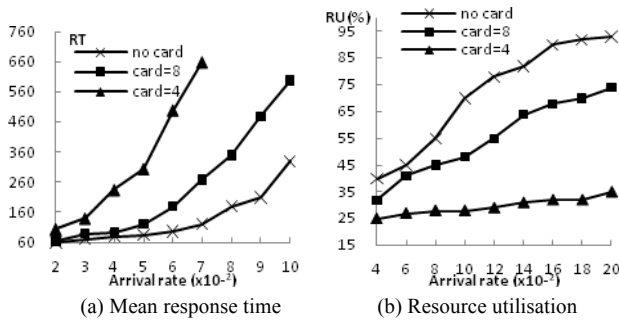 RT
no card
card=8
card=4
760
660
560
460
360
260
160
60
2 3 4 5 6 7 8 9 10
Arrival rate (x10-²)
(a) Mean response time
RU (%)
no card
card=8
card=4
95
85
75
65
55
45
35
25
15
4 6 8 10 12 14 16 18 20
Arrival rate (x10-²)
(b) Resource utilisation